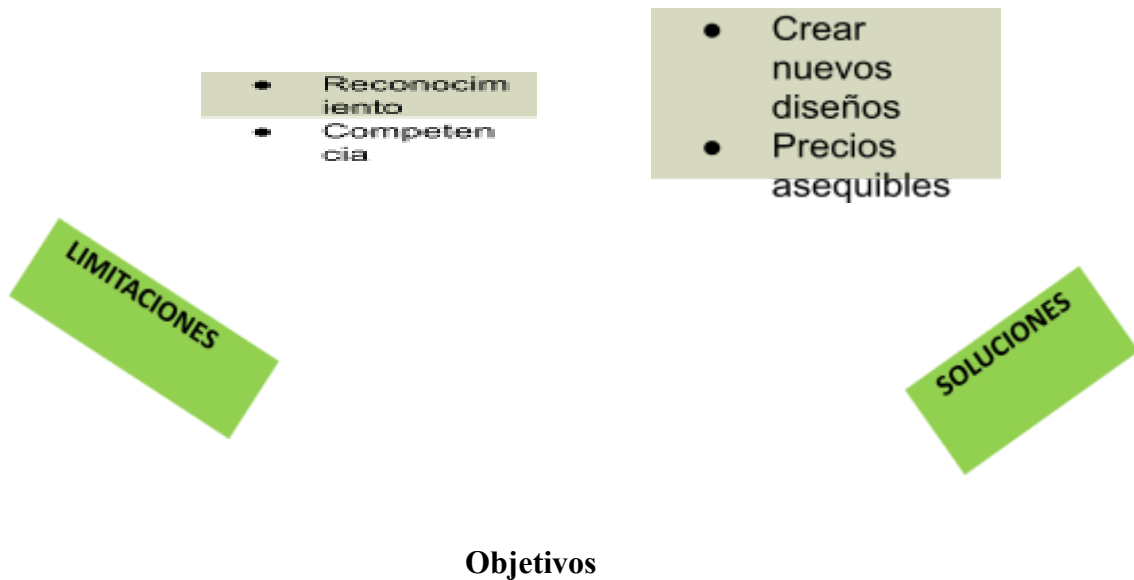 ● Reconocim
iento
● Competen
cia
● Crear
nuevos
diseños
● Precios
asequibles
LIMITACIONES
SOLUCIONES
Objetivos